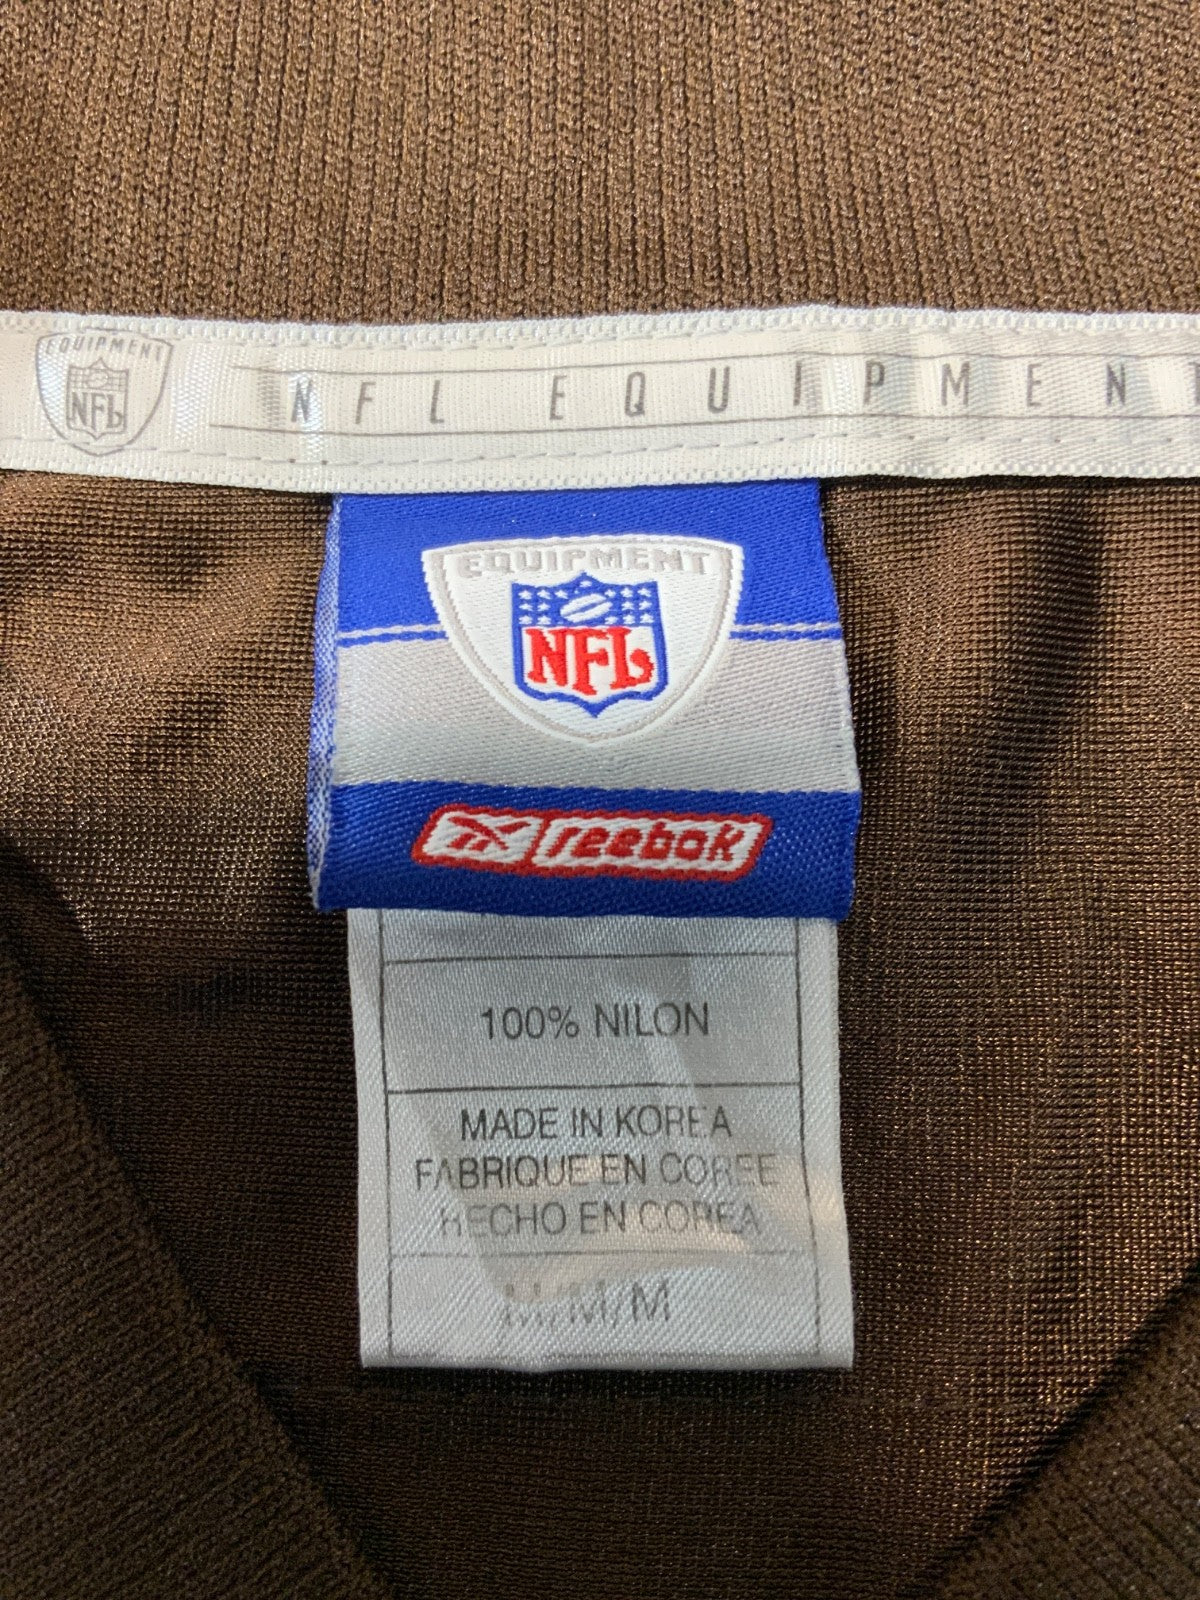 EQUIPMENT
NFL
NFL EQUIPMENT
EQUIPMENT
NFL
reebok
100% NILON
MADE IN KOREA
FABRIQUE EN COREE
HECHO EN COREA
M/M/M